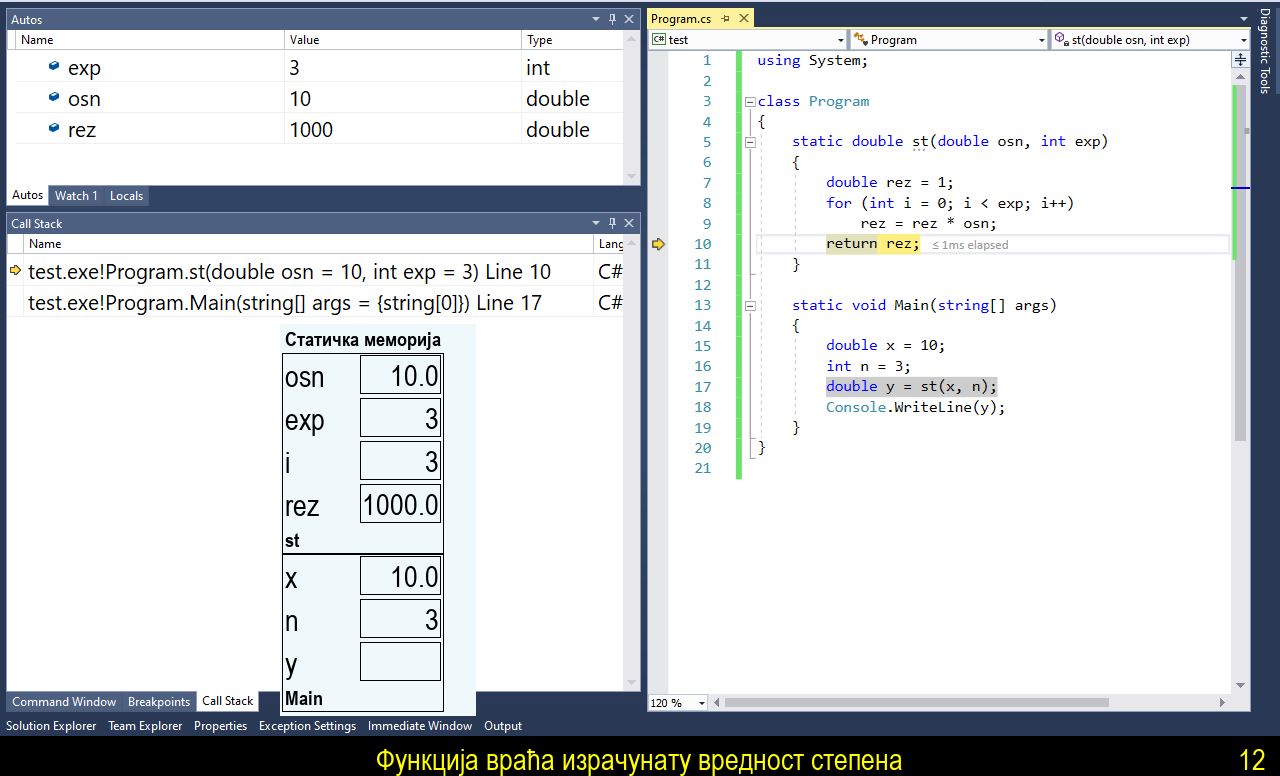 Autos
Name Value Type
exp 3 int
osn 10 double
rez 1000 double
Autos Watch 1 Locals
Call Stack
Name Lang
test.exe!Program.st(double osn = 10, int exp = 3) Line 10 C#
test.exe!Program.Main(string[] args = {string[0]}) Line 17 C#
Статичка меморија
osn 10.0
exp 3
i 3
rez 1000.0
st
x 10.0
n 3
y
Main
Command Window Breakpoints Call Stack
Solution Explorer Team Explorer Properties Exception Settings Immediate Window Output
Program.cs
C# test Program st(double osn, int exp)
1 using System;
2
3 class Program
4 {
5 static double st(double osn, int exp)
6 {
7 double rez = 1;
8 for (int i = 0; i < exp; i++)
9 rez = rez * osn;
10 return rez; ≤ 1ms elapsed
11 }
12
13 static void Main(string[] args)
14 {
15 double x = 10;
16 int n = 3;
17 double y = st(x, n);
18 Console.WriteLine(y);
19 }
20 }
21
120 %
Diagnostic Tools
Функција враћа израчунату вредност степена 12